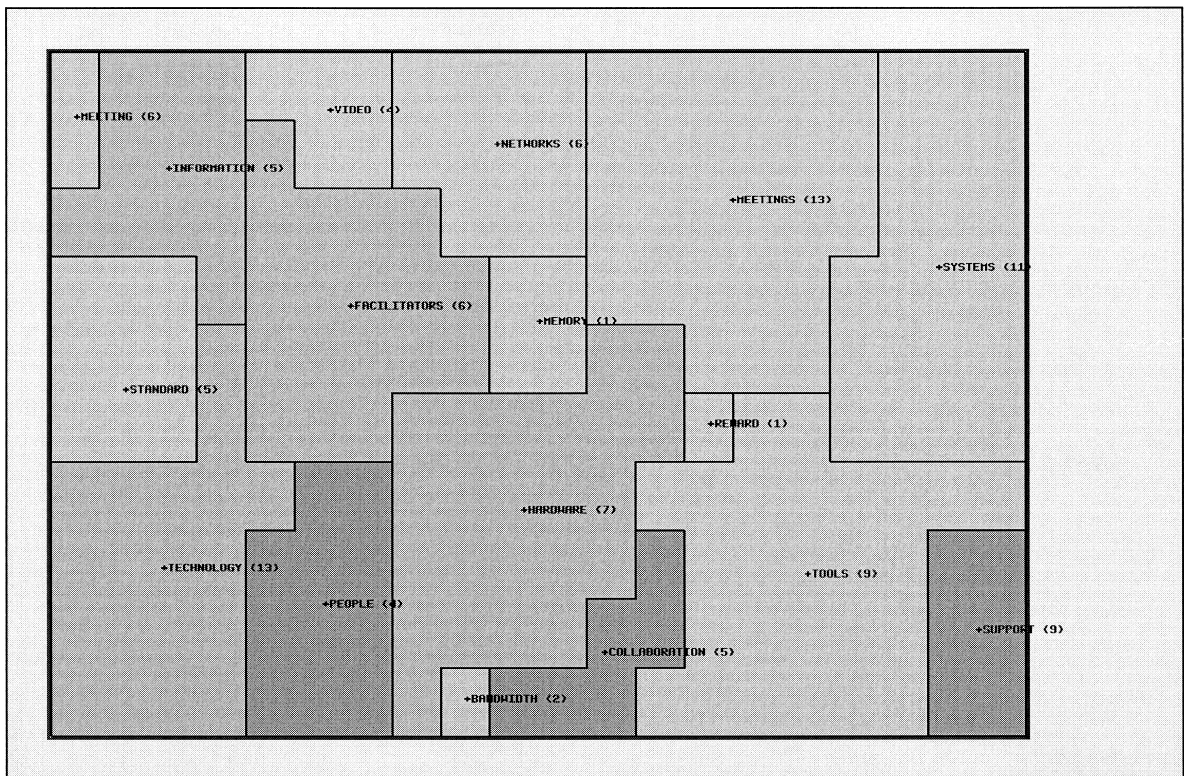 +VIDEO (4)
+MEETING (6)
+NETWORKS (6)
+INFORMATION (5)
+MEETINGS (13)
+SYSTEMS (11)
+FACILITATORS (6)
+MEMORY (1)
+STANDARD (5)
+REWARD (1)
+HARDWARE (7)
+TECHNOLOGY (13)
+TOOLS (9)
+PEOPLE (4)
+SUPPORT (9)
+COLLABORATION (5)
+BANDWIDTH (2)